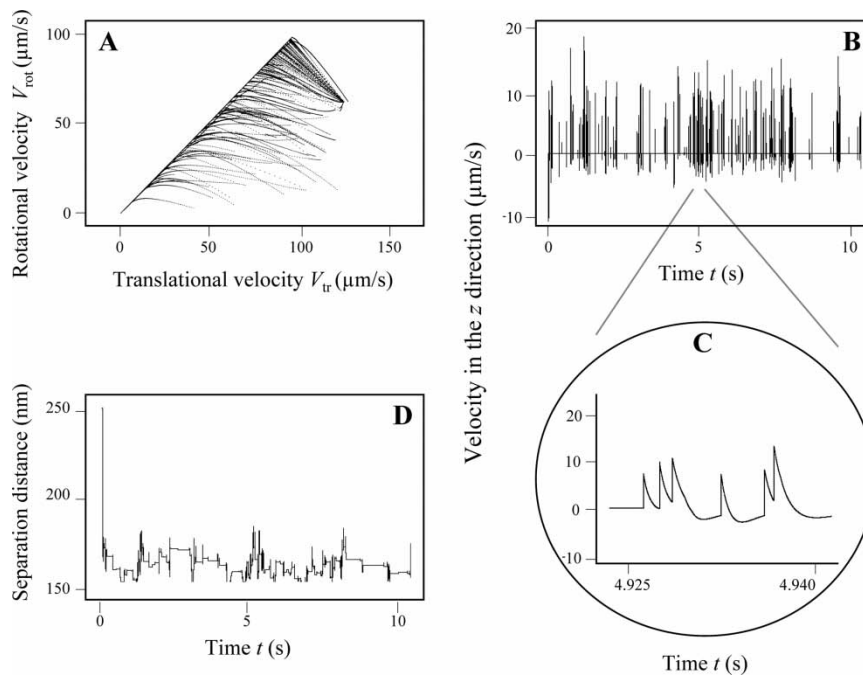 A
100
50
0
Rotational velocity V_rot (μm/s)
0 50 100 150
Translational velocity V_tr (μm/s)
B
20
10
0
-10
0 5 10
Time t (s)
Velocity in the z direction (μm/s)
C
20
10
0
-10
4.925 4.940
Time t (s)
D
250
200
150
Separation distance (nm)
0 5 10
Time t (s)